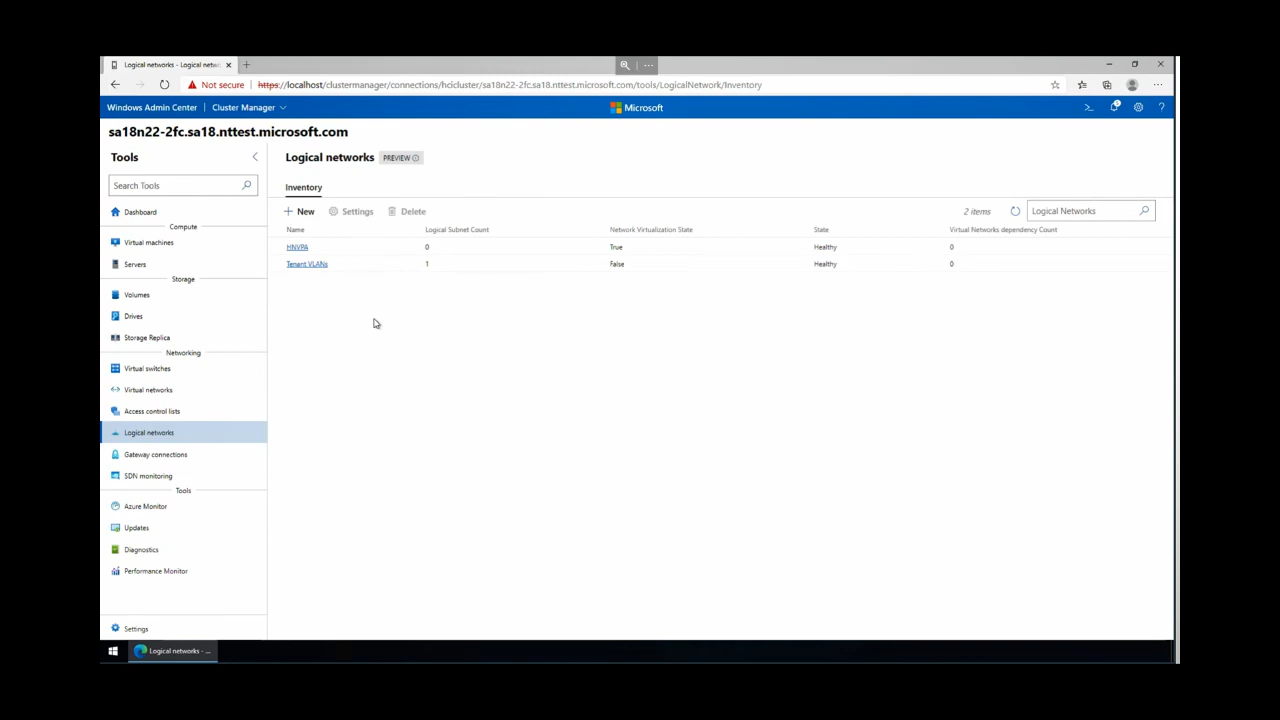 Logical networks - Logical netw
Not secure https://localhost/clustermanager/connections/hcicluster/sa18n22-2fc.sa18.nttest.microsoft.com/tools/LogicalNetwork/Inventory
Windows Admin Center Cluster Manager Microsoft
sa18n22-2fc.sa18.nttest.microsoft.com
Tools
Search Tools
Dashboard
Compute
Virtual machines
Servers
Storage
Volumes
Drives
Storage Replica
Networking
Virtual switches
Virtual networks
Access control lists
Logical networks
Gateway connections
SDN monitoring
Tools
Azure Monitor
Updates
Diagnostics
Performance Monitor
Settings
Logical networks PREVIEW
Inventory
New Settings Delete 2 items Logical Networks
Name Logical Subnet Count Network Virtualization State State Virtual Networks dependency Count
HNVPA 0 True Healthy 0
Tenant VLANs 1 False Healthy 0
Logical networks - ...